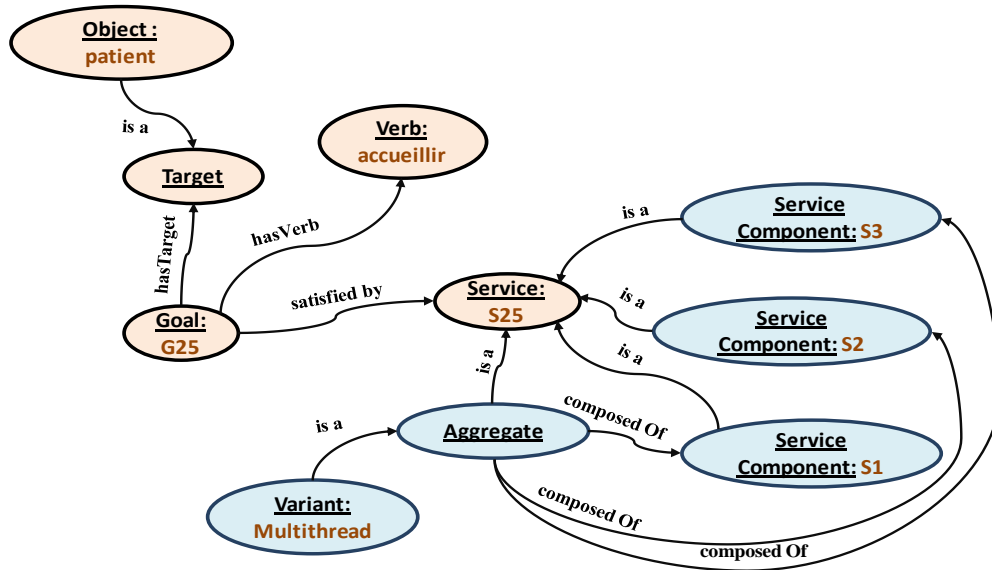 Object :
patient
is a
Verb:
accueillir
Target
hasTarget
hasVerb
Service
Component: S3
is a
satisfied by
Service:
S25
Goal:
G25
is a
Service
Component: S2
is a
is a
composed Of
Aggregate
Service
Component: S1
is a
Variant:
Multithread
composed Of
composed Of